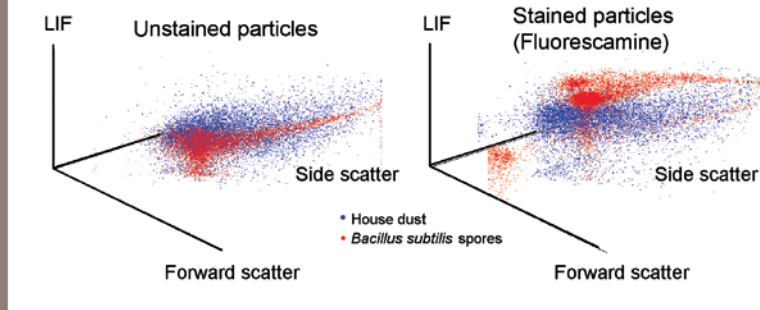 LIF
Unstained particles
Side scatter
Forward scatter
LIF
Stained particles
(Fluorescamine)
Side scatter
Forward scatter
House dust
Bacillus subtilis spores